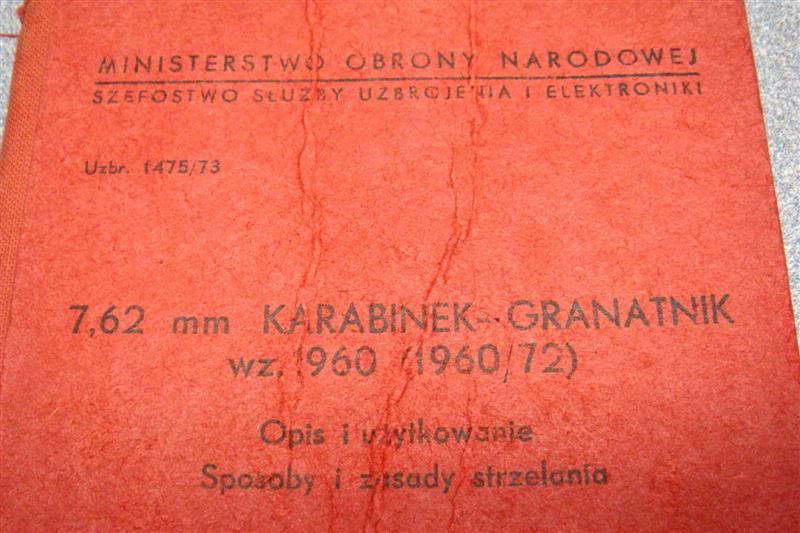 MINISTERSTWO OBRONY NARODOWEJ
SZEFOSTWO SŁUŻBY UZBROJENIA I ELEKTRONIKI
Uzbr. 1475/73
7,62 mm KARABINEK-GRANATNIK
wz. 1960 (1960/72)
Opis i użytkowanie
Sposoby i zasady strzelania